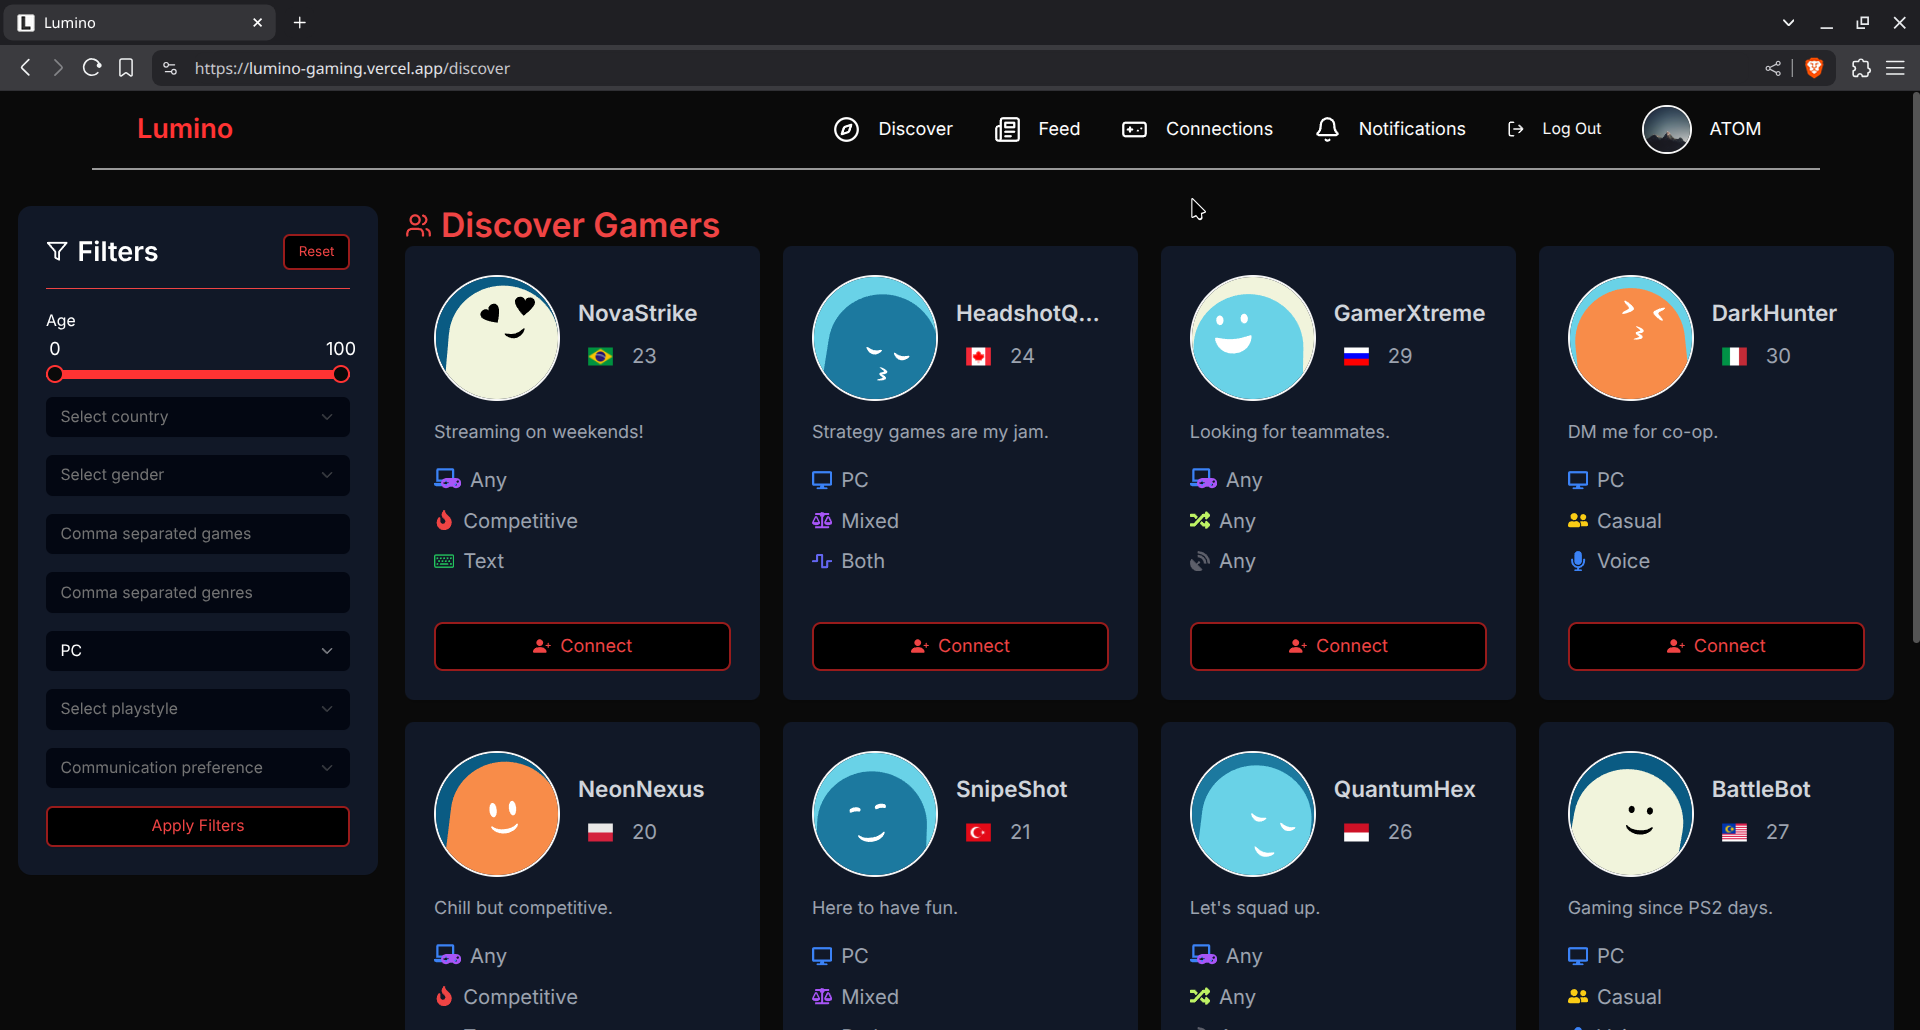 Lumino
https://lumino-gaming.vercel.app/discover
Lumino
Discover
Feed
Connections
Notifications
Log Out
ATOM
Filters
Reset
Age
0
100
Select country
Select gender
Comma separated games
Comma separated genres
PC
Select playstyle
Communication preference
Apply Filters
Discover Gamers
NovaStrike
23
Streaming on weekends!
Any
Competitive
Text
Connect
HeadshotQ...
24
Strategy games are my jam.
PC
Mixed
Both
Connect
GamerXtreme
29
Looking for teammates.
Any
Any
Any
Connect
DarkHunter
30
DM me for co-op.
PC
Casual
Voice
Connect
NeonNexus
20
Chill but competitive.
Any
Competitive
SnipeShot
21
Here to have fun.
PC
Mixed
QuantumHex
26
Let's squad up.
Any
Any
BattleBot
27
Gaming since PS2 days.
PC
Casual